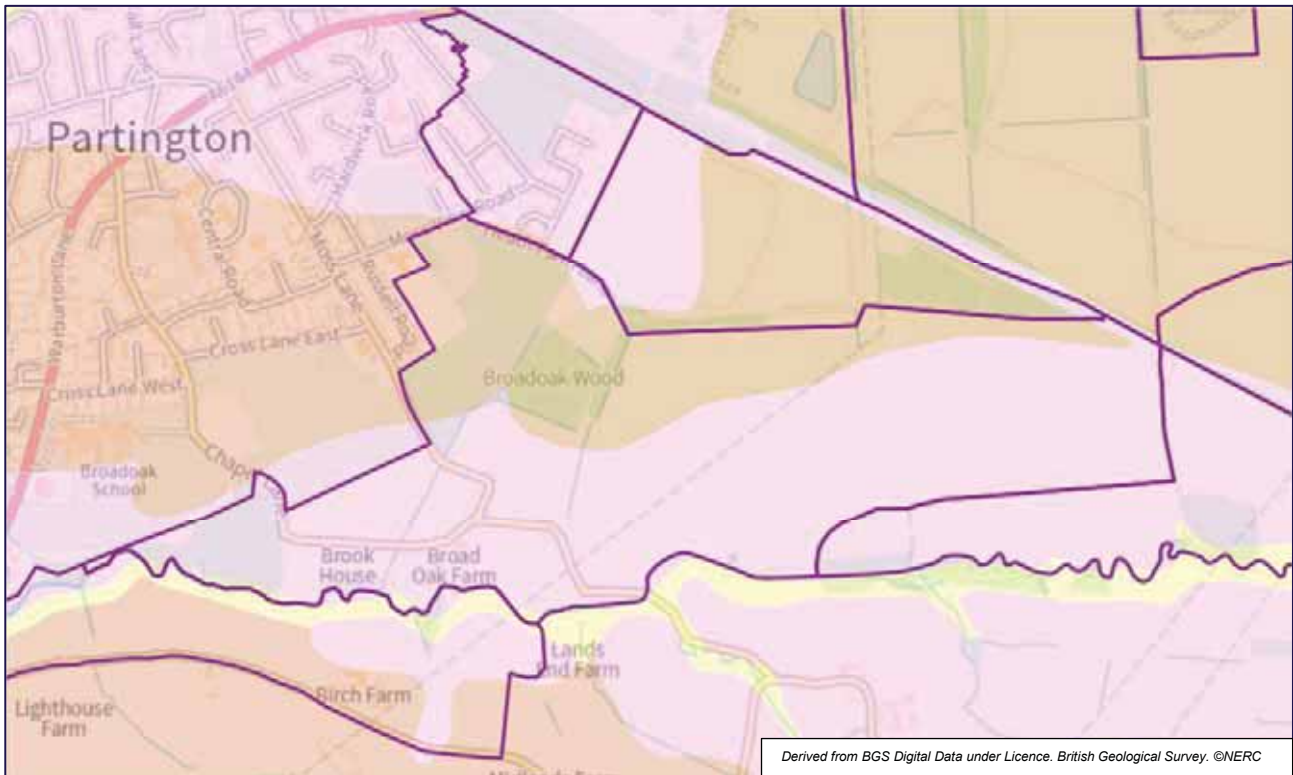 Partington
Central Road
Moss Lane
Warburton Lane
Cross Lane East
Cross Lane West
Broadoak Wood
Broadoak
School
Brook
House
Broad
Oak Farm
Lands
End Farm
Birch Farm
Lighthouse
Farm
Derived from BGS Digital Data under Licence. British Geological Survey. ©NERC